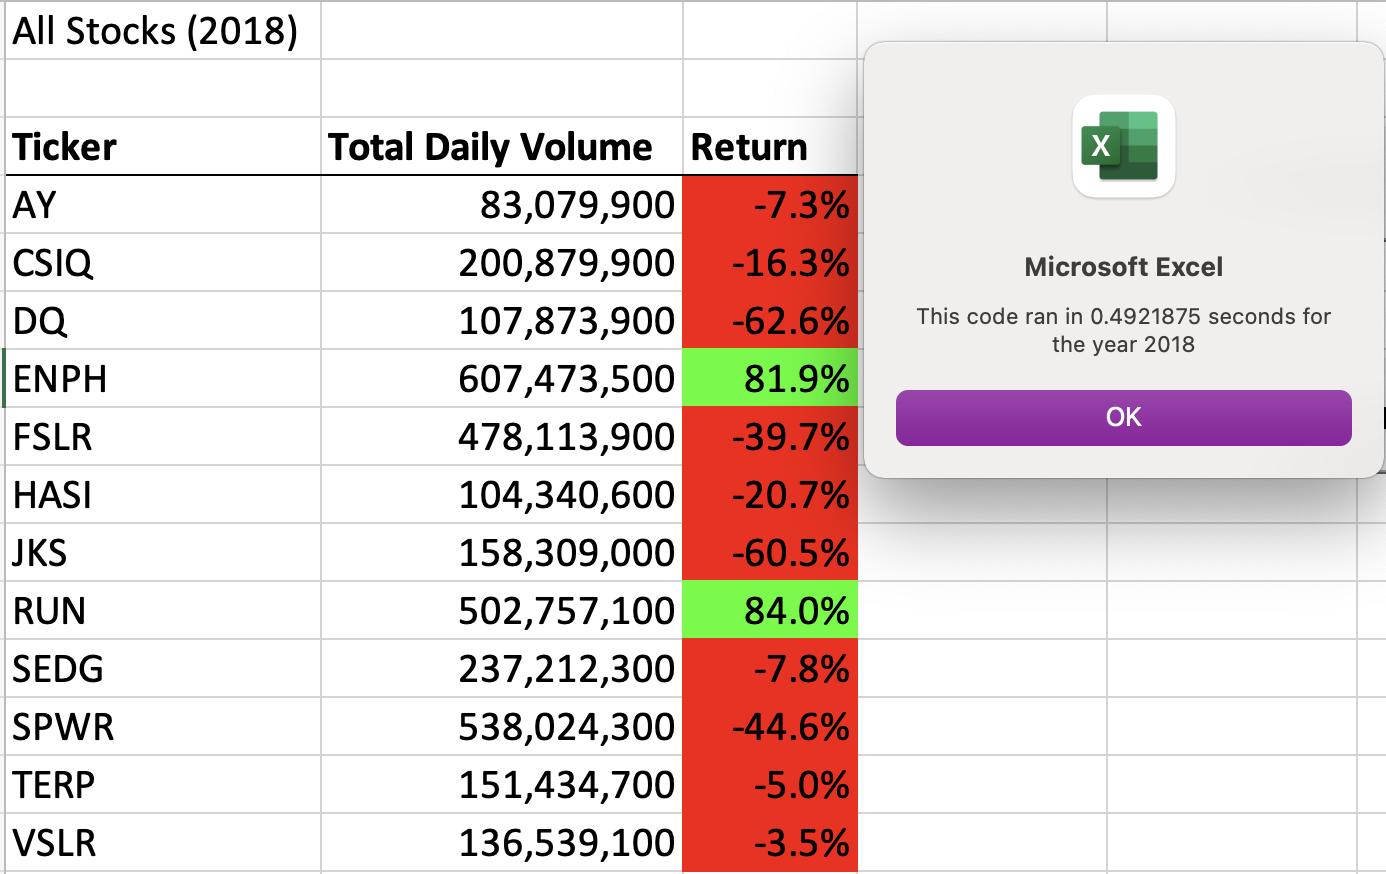 All Stocks (2018)
Ticker Total Daily Volume Return
AY 83,079,900 -7.3%
CSIQ 200,879,900 -16.3%
DQ 107,873,900 -62.6%
ENPH 607,473,500 81.9%
FSLR 478,113,900 -39.7%
HASI 104,340,600 -20.7%
JKS 158,309,000 -60.5%
RUN 502,757,100 84.0%
SEDG 237,212,300 -7.8%
SPWR 538,024,300 -44.6%
TERP 151,434,700 -5.0%
VSLR 136,539,100 -3.5%
X
Microsoft Excel
This code ran in 0.4921875 seconds for
the year 2018
OK